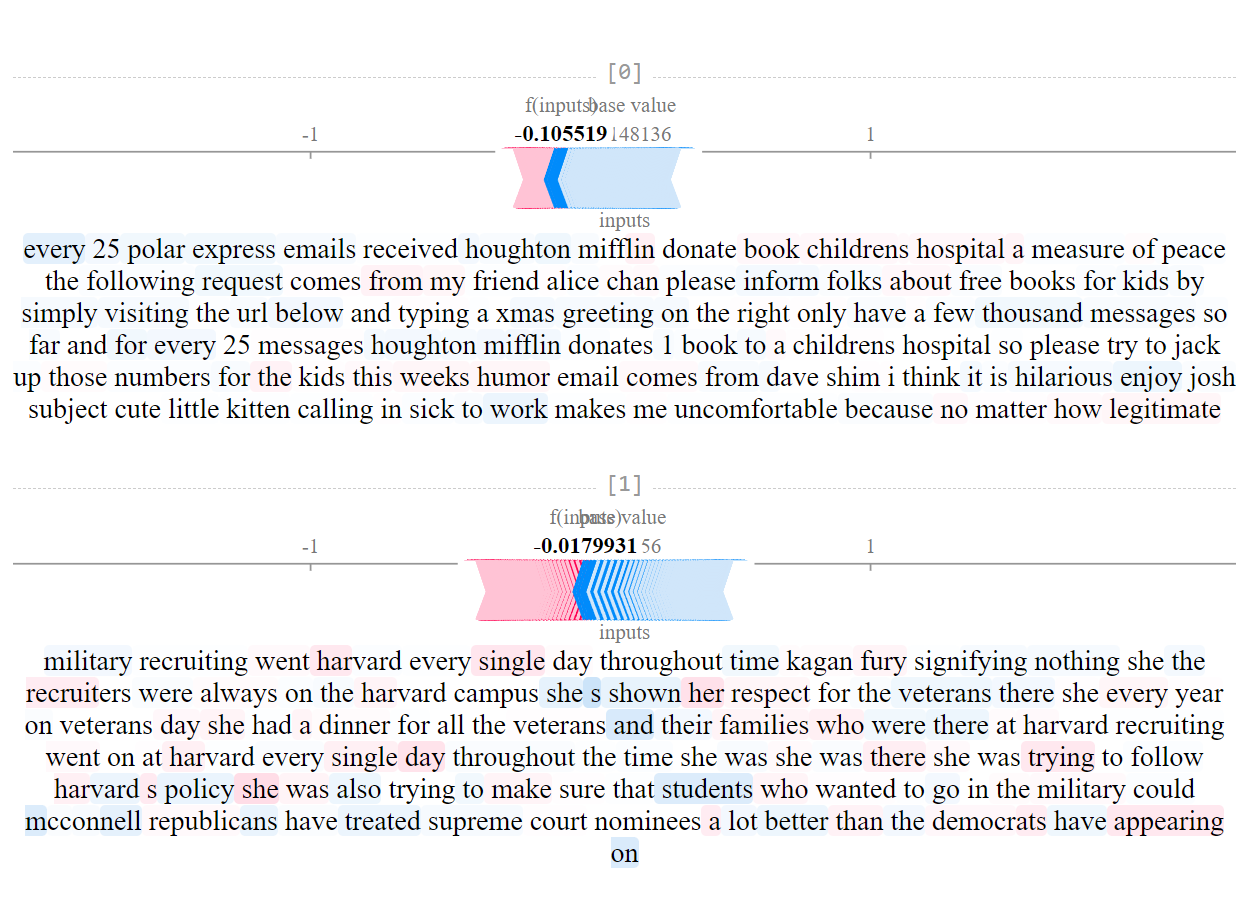 [0]
f(inputs) base value
-1 -0.105519 148136 1
inputs
every 25 polar express emails received houghton mifflin donate book childrens hospital a measure of peace
the following request comes from my friend alice chan please inform folks about free books for kids by
simply visiting the url below and typing a xmas greeting on the right only have a few thousand messages so
far and for every 25 messages houghton mifflin donates 1 book to a childrens hospital so please try to jack
up those numbers for the kids this weeks humor email comes from dave shim i think it is hilarious enjoy josh
subject cute little kitten calling in sick to work makes me uncomfortable because no matter how legitimate
[1]
f(inputs) base value
-1 -0.0179931 56 1
inputs
military recruiting went harvard every single day throughout time kagan fury signifying nothing she the
recruiters were always on the harvard campus she s shown her respect for the veterans there she every year
on veterans day she had a dinner for all the veterans and their families who were there at harvard recruiting
went on at harvard every single day throughout the time she was she was there she was trying to follow
harvard s policy she was also trying to make sure that students who wanted to go in the military could
mcconnell republicans have treated supreme court nominees a lot better than the democrats have appearing
on